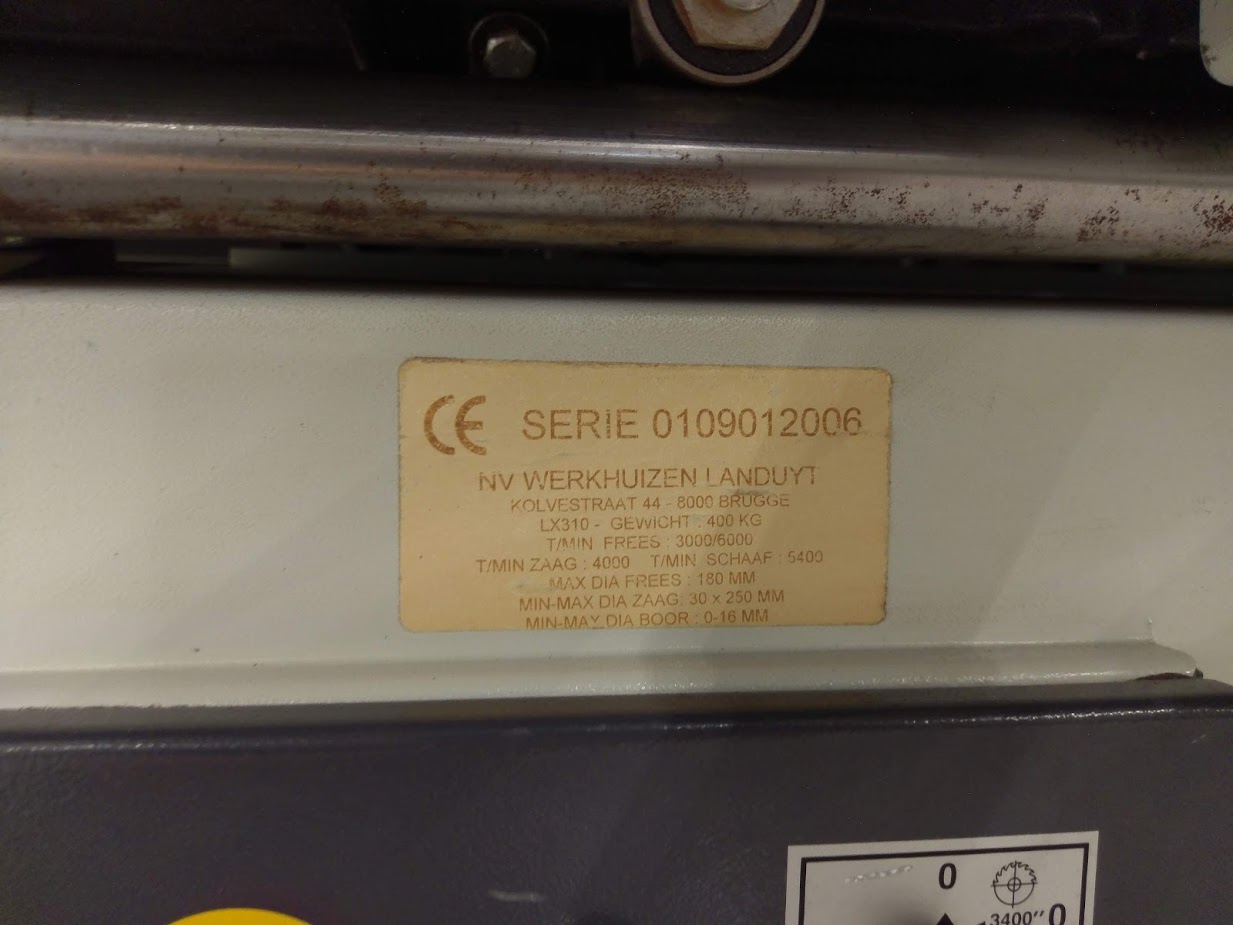 CE SERIE 0109012006
NV WERKHUIZEN LANDUYT
KOLVESTRAAT 44 - 8000 BRUGGE
LX310 - GEWICHT : 400 KG
T/MIN FREES : 3000/6000
T/MIN ZAAG : 4000 T/MIN SCHAAF : 5400
MAX DIA FREES : 180 MM
MIN-MAX DIA ZAAG: 30 x 250 MM
MIN-MAY DIA BOOR : 0-16 MM
0
3400'' 0